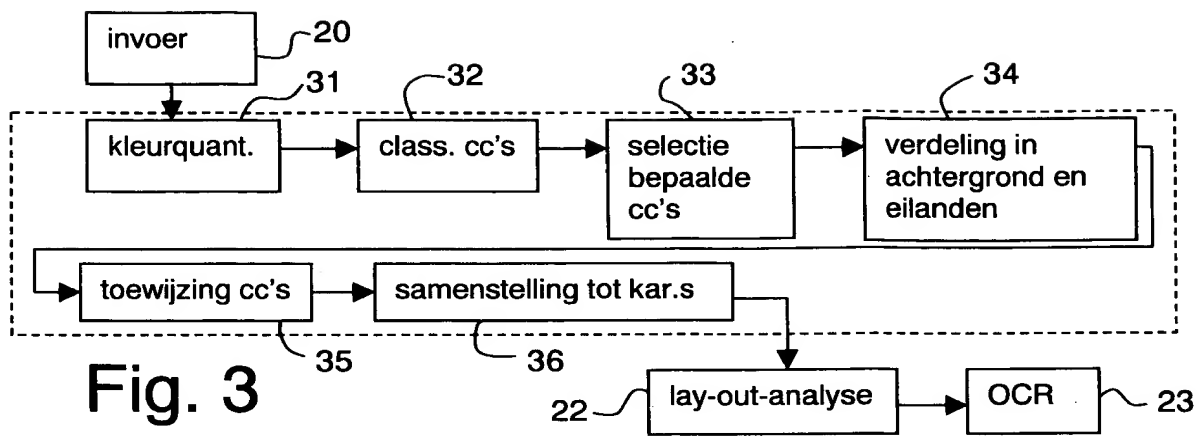 invoer
20
31
32
33
34
kleurquant.
class. cc's
selectie
bepaalde
cc's
verdeling in
achtergrond en
eilanden
toewijzing cc's
samenstelling tot kar.s
35
36
Fig. 3
22
lay-out-analyse
OCR
23